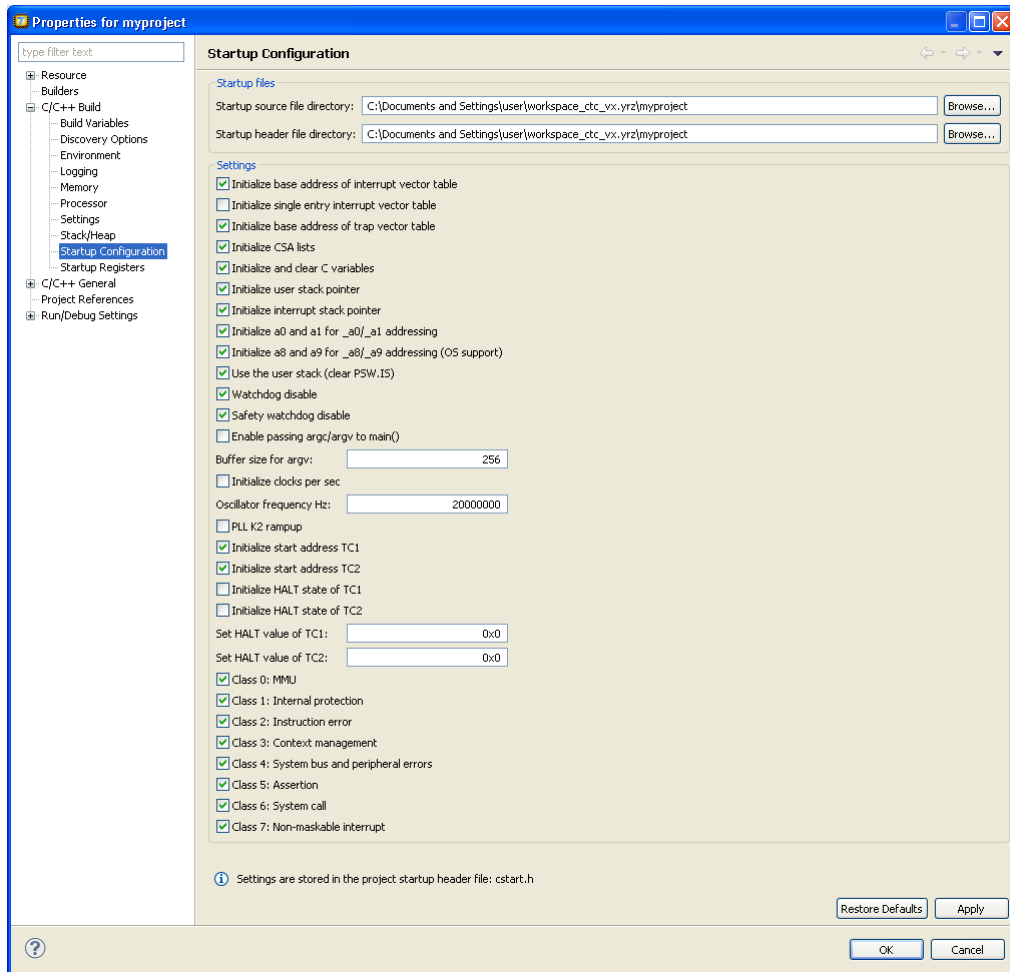 Properties for myproject
type filter text
Resource
Builders
C/C++ Build
Build Variables
Discovery Options
Environment
Logging
Memory
Processor
Settings
Stack/Heap
Startup Configuration
Startup Registers
C/C++ General
Project References
Run/Debug Settings
Startup Configuration
Startup files
Startup source file directory: C:\Documents and Settings\user\workspace_ctc_vx.yrz\myproject Browse...
Startup header file directory: C:\Documents and Settings\user\workspace_ctc_vx.yrz\myproject Browse...
Settings
Initialize base address of interrupt vector table
Initialize single entry interrupt vector table
Initialize base address of trap vector table
Initialize CSA lists
Initialize and clear C variables
Initialize user stack pointer
Initialize interrupt stack pointer
Initialize a0 and a1 for _a0/_a1 addressing
Initialize a8 and a9 for _a8/_a9 addressing (OS support)
Use the user stack (clear PSW.IS)
Watchdog disable
Safety watchdog disable
Enable passing argc/argv to main()
Buffer size for argv: 256
Initialize clocks per sec
Oscillator frequency Hz: 20000000
PLL K2 rampup
Initialize start address TC1
Initialize start address TC2
Initialize HALT state of TC1
Initialize HALT state of TC2
Set HALT value of TC1: 0x0
Set HALT value of TC2: 0x0
Class 0: MMU
Class 1: Internal protection
Class 2: Instruction error
Class 3: Context management
Class 4: System bus and peripheral errors
Class 5: Assertion
Class 6: System call
Class 7: Non-maskable interrupt
Settings are stored in the project startup header file: cstart.h
Restore Defaults Apply
OK Cancel